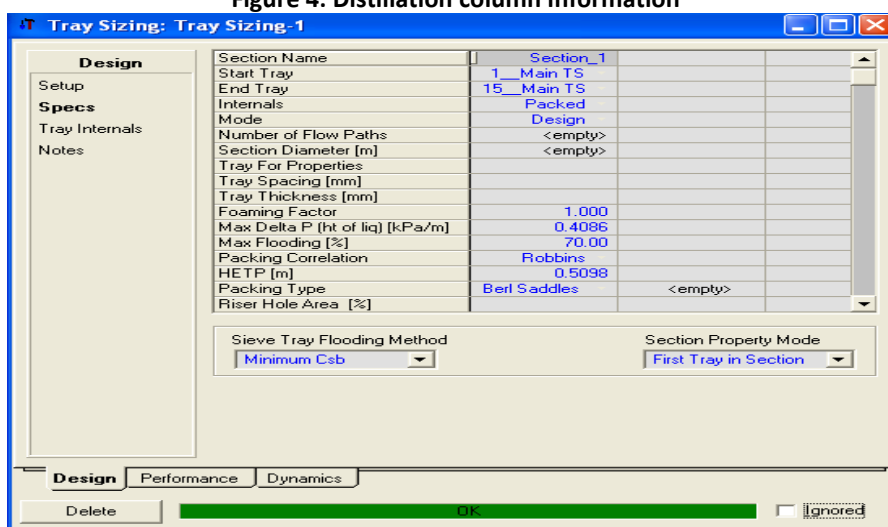 Figure 4: Distillation column information
Tray Sizing: Tray Sizing-1
Design
Setup
Specs
Tray Internals
Notes
Section Name Section_1
Start Tray 1__Main TS
End Tray 15__Main TS
Internals Packed
Mode Design
Number of Flow Paths <empty>
Section Diameter [m] <empty>
Tray For Properties
Tray Spacing [mm]
Tray Thickness [mm]
Foaming Factor 1.000
Max Delta P (ht of liq) [kPa/m] 0.4086
Max Flooding [%] 70.00
Packing Correlation Robbins
HETP [m] 0.5098
Packing Type Berl Saddles <empty>
Riser Hole Area [%]
Sieve Tray Flooding Method Section Property Mode
Minimum Csb First Tray in Section
Design Performance Dynamics
Delete OK Ignored